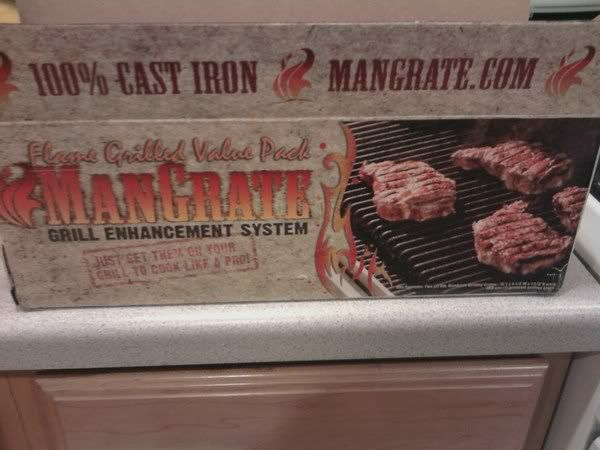 100% CAST IRON MANGRATE.COM
Flame Grilled Value Pack
MANGRATE
GRILL ENHANCEMENT SYSTEM
JUST SET THEM ON YOUR
GRILL TO COOK LIKE A PRO!